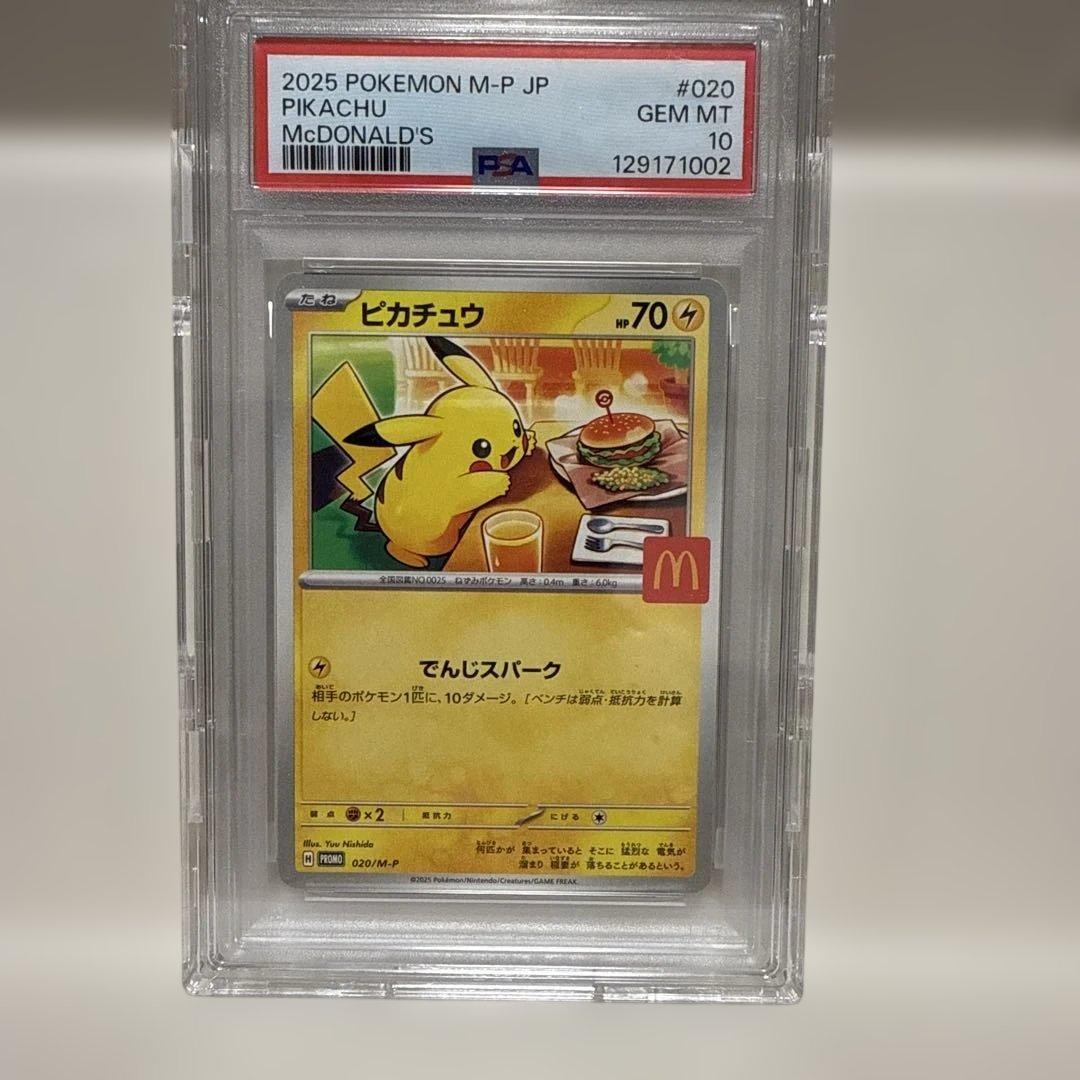 2025 POKEMON M-P JP #020
PIKACHU GEM MT
McDONALD'S 10
PSA 129171002
たね ピカチュウ HP70
全国図鑑NO.0025 ねずみポケモン 高さ:0.4m 重さ:6.0kg
でんじスパーク
相手のポケモン1匹に、10ダメージ。[ベンチは弱点・抵抗力を計算
しない。]
弱点 ×2 抵抗力 にげる
Illus. Yuu Nishida
何匹かが 集まっていると そこに 猛烈な 電気が
H PROMO 020/M-P 溜まり 稲妻が 落ちることがあるという。
©2025 Pokémon/Nintendo/Creatures/GAME FREAK.